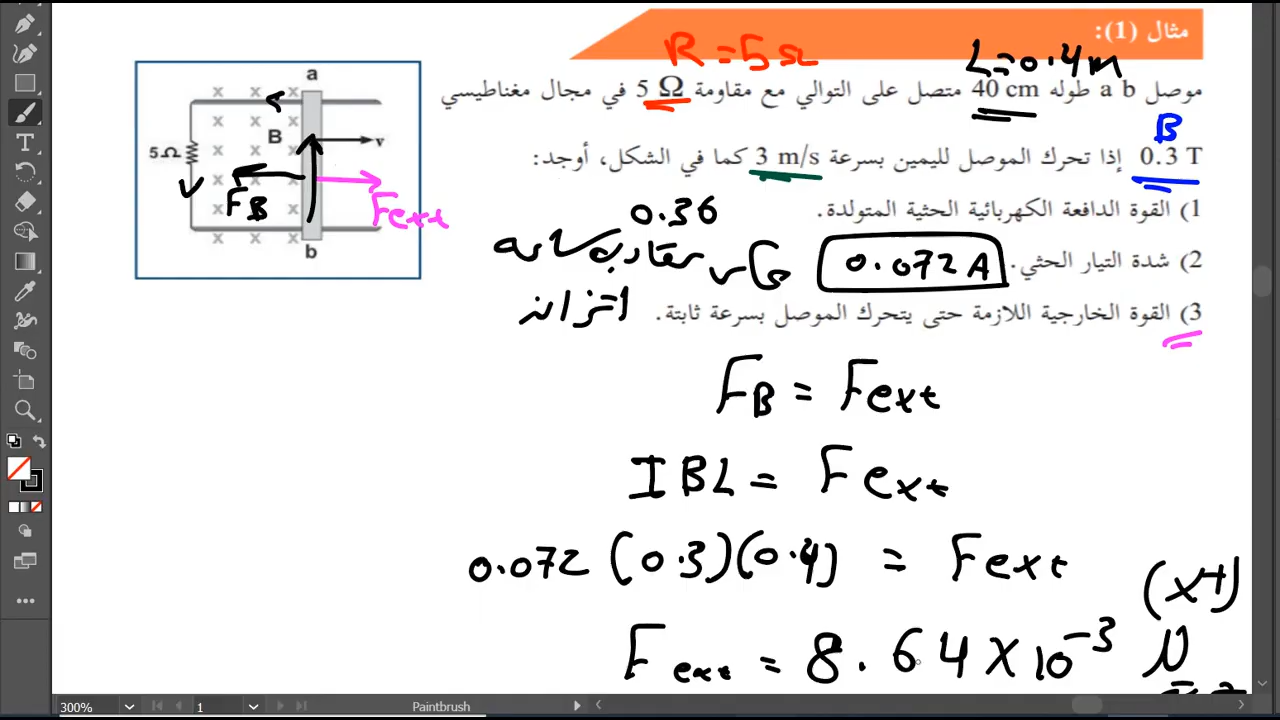 مثال (1):
R = 5 Ω
L = 0.4 m
موصل a b طوله 40 cm متصل على التوالي مع مقاومة 5 Ω في مجال مغناطيسي
B
0.3 T إذا تحرك الموصل لليمين بسرعة 3 m/s كما في الشكل، أوجد:
1) القوة الدافعة الكهربائية الحثية المتولدة.
0.36
2) شدة التيار الحثي.
0.072 A
3) القوة الخارجية اللازمة حتى يتحرك الموصل بسرعة ثابتة.
اتزان
a
B
v
5Ω
FB
Fext
b
FB = Fext
IBL = Fext
0.072 (0.3)(0.4) = Fext
(x+)
Fext = 8.64 X 10⁻³ N
300%
1
Paintbrush